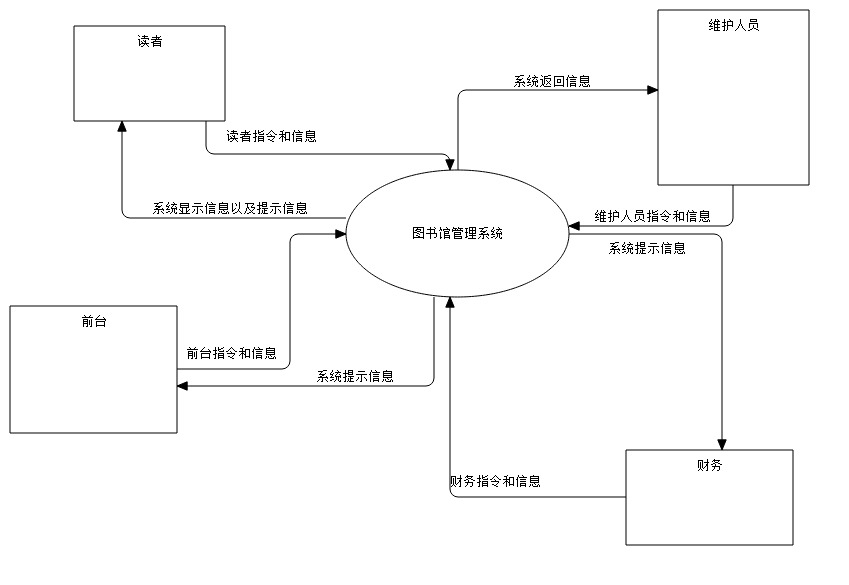 读者
维护人员
系统返回信息
读者指令和信息
系统显示信息以及提示信息
维护人员指令和信息
图书馆管理系统
系统提示信息
前台
前台指令和信息
系统提示信息
财务
财务指令和信息